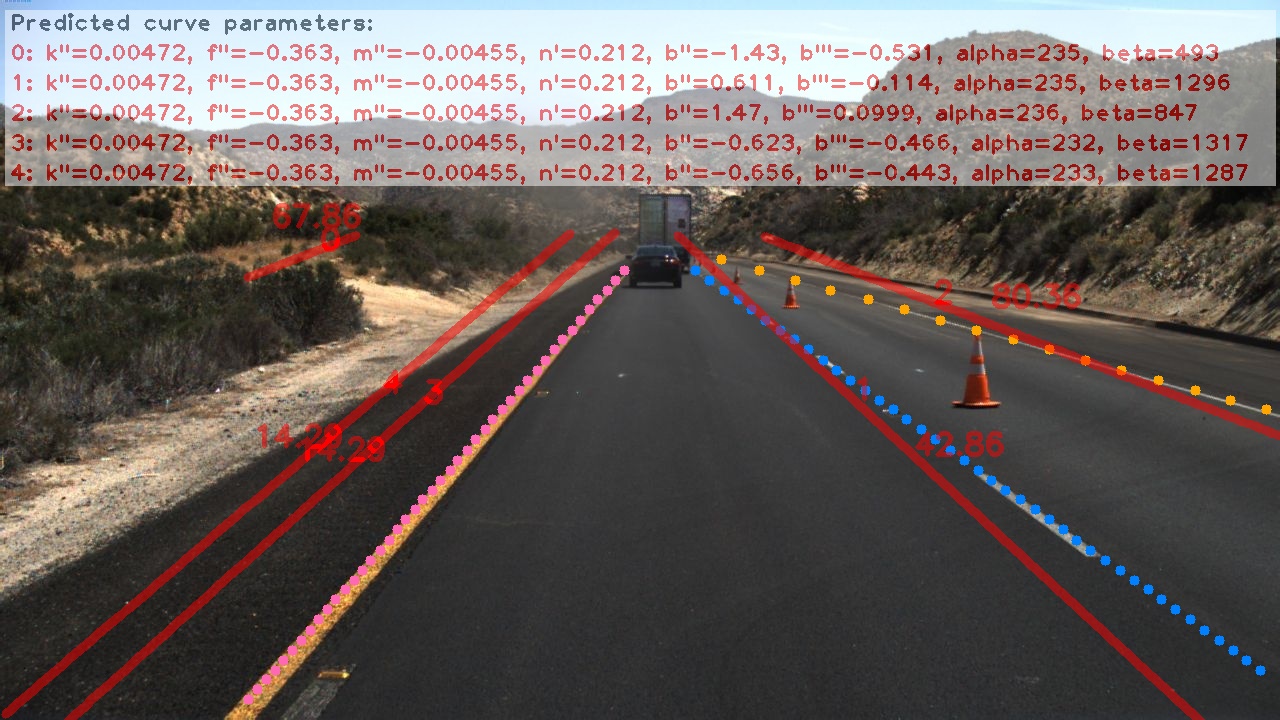 Predicted curve parameters:
0: k''=0.00472, f''=-0.363, m''=-0.00455, n'=0.212, b''=-1.43, b'''=-0.531, alpha=235, beta=493
1: k''=0.00472, f''=-0.363, m''=-0.00455, n'=0.212, b''=0.611, b'''=-0.114, alpha=235, beta=1296
2: k''=0.00472, f''=-0.363, m''=-0.00455, n'=0.212, b''=1.47, b'''=0.0999, alpha=236, beta=847
3: k''=0.00472, f''=-0.363, m''=-0.00455, n'=0.212, b''=-0.623, b'''=-0.466, alpha=232, beta=1317
4: k''=0.00472, f''=-0.363, m''=-0.00455, n'=0.212, b''=-0.656, b'''=-0.443, alpha=233, beta=1287
67.86
0
2 80.36
4 3 1
14.29 14.29 42.86